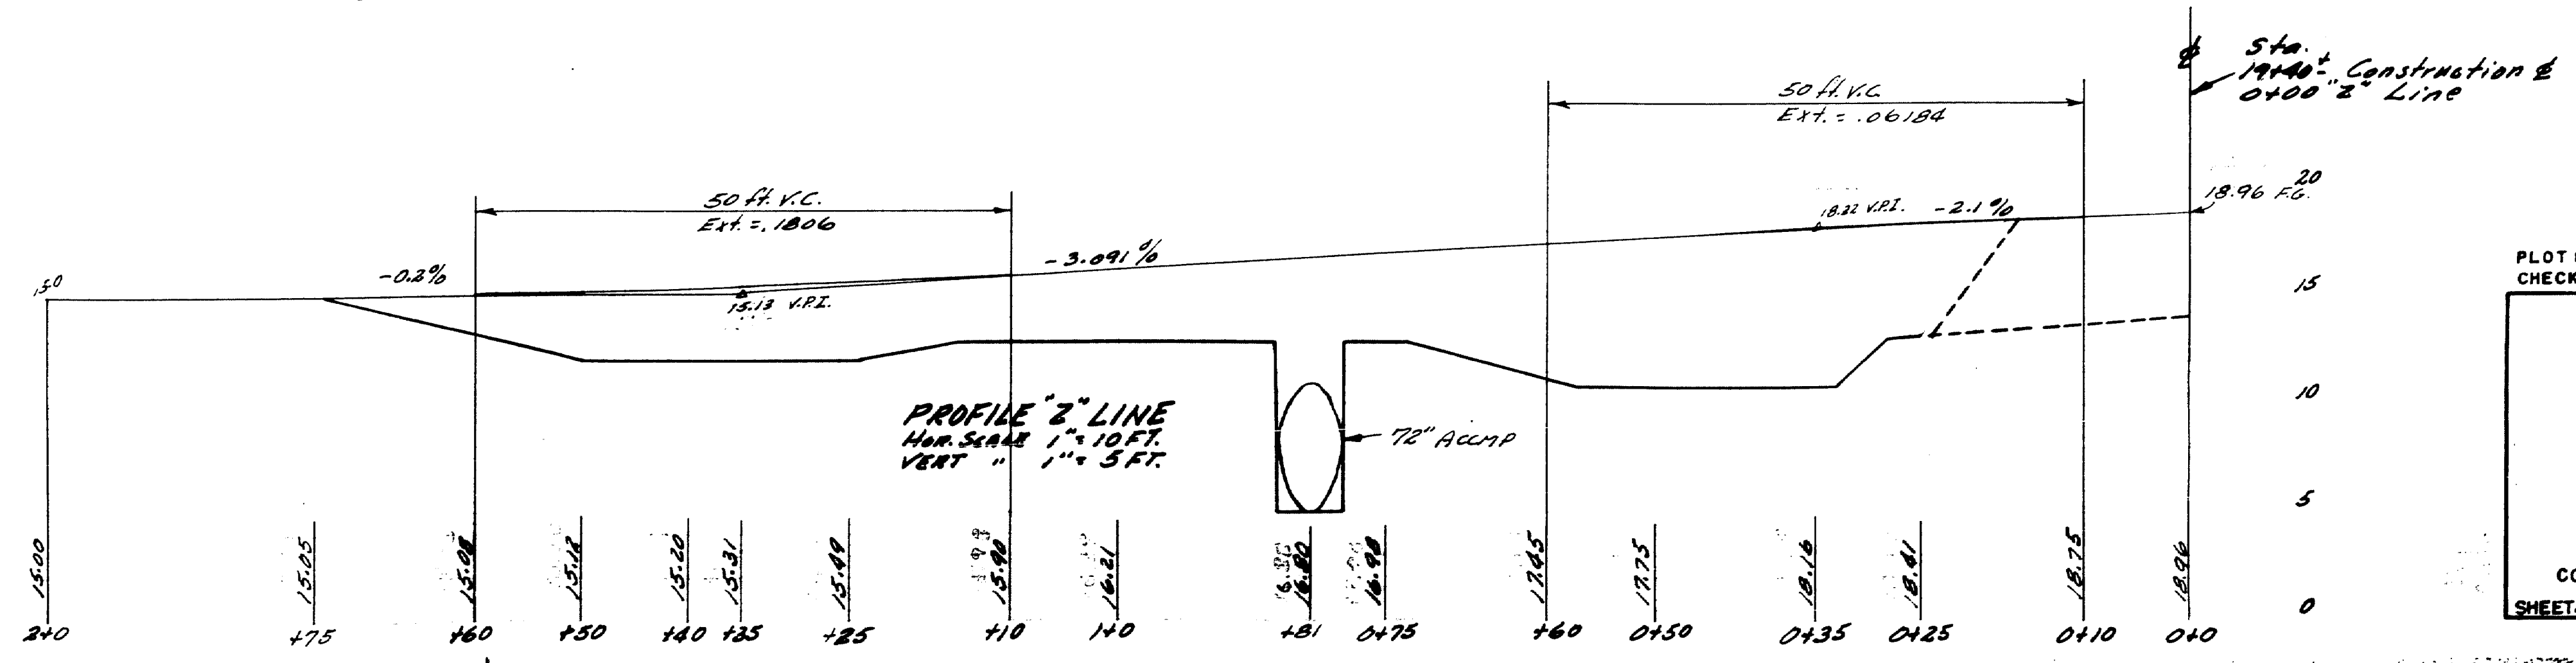 Sta.
19+40± Construction ℄
0+00 "Z" Line
℄
50 ft. V.C.
Ext. = .06184
50 ft. V.C.
Ext. = .1806
20
18.96 F.G.
18.22 V.P.I. -2.1%
-3.091%
-0.2%
15.0
15.13 V.P.I.
15
10
5
0
PLOT
CHECK
PROFILE "Z" LINE
HOR. SCALE 1" = 10 FT.
VERT " 1" = 5 FT.
72" ACCMP
15.00 15.05 15.08 15.12 15.20 15.31 15.49 15.90 16.21 16.80 16.98 17.45 17.75 18.16 18.41 18.75 18.96
2+0 +75 +60 +50 +40 +35 +25 +10 1+0 +81 0+75 +60 0+50 0+35 0+25 0+10 0+0
CO
SHEET